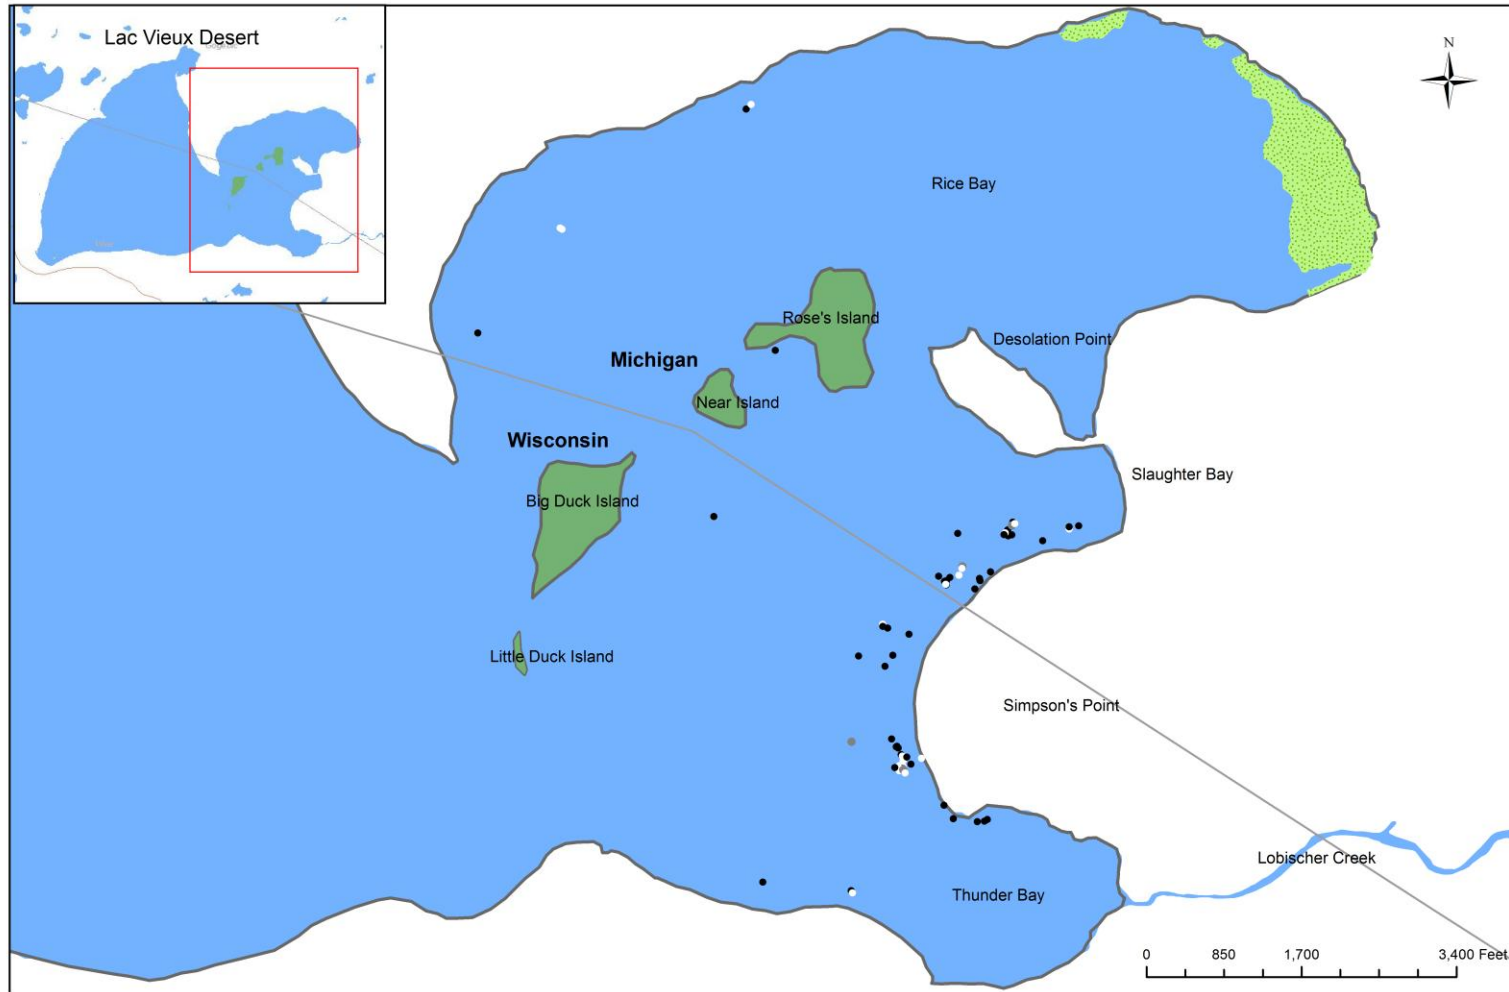 Lac Vieux Desert
N
Rice Bay
Rose's Island
Desolation Point
Michigan
Near Island
Wisconsin
Slaughter Bay
Big Duck Island
Little Duck Island
Simpson's Point
Lobischer Creek
Thunder Bay
0 850 1,700 3,400 Feet